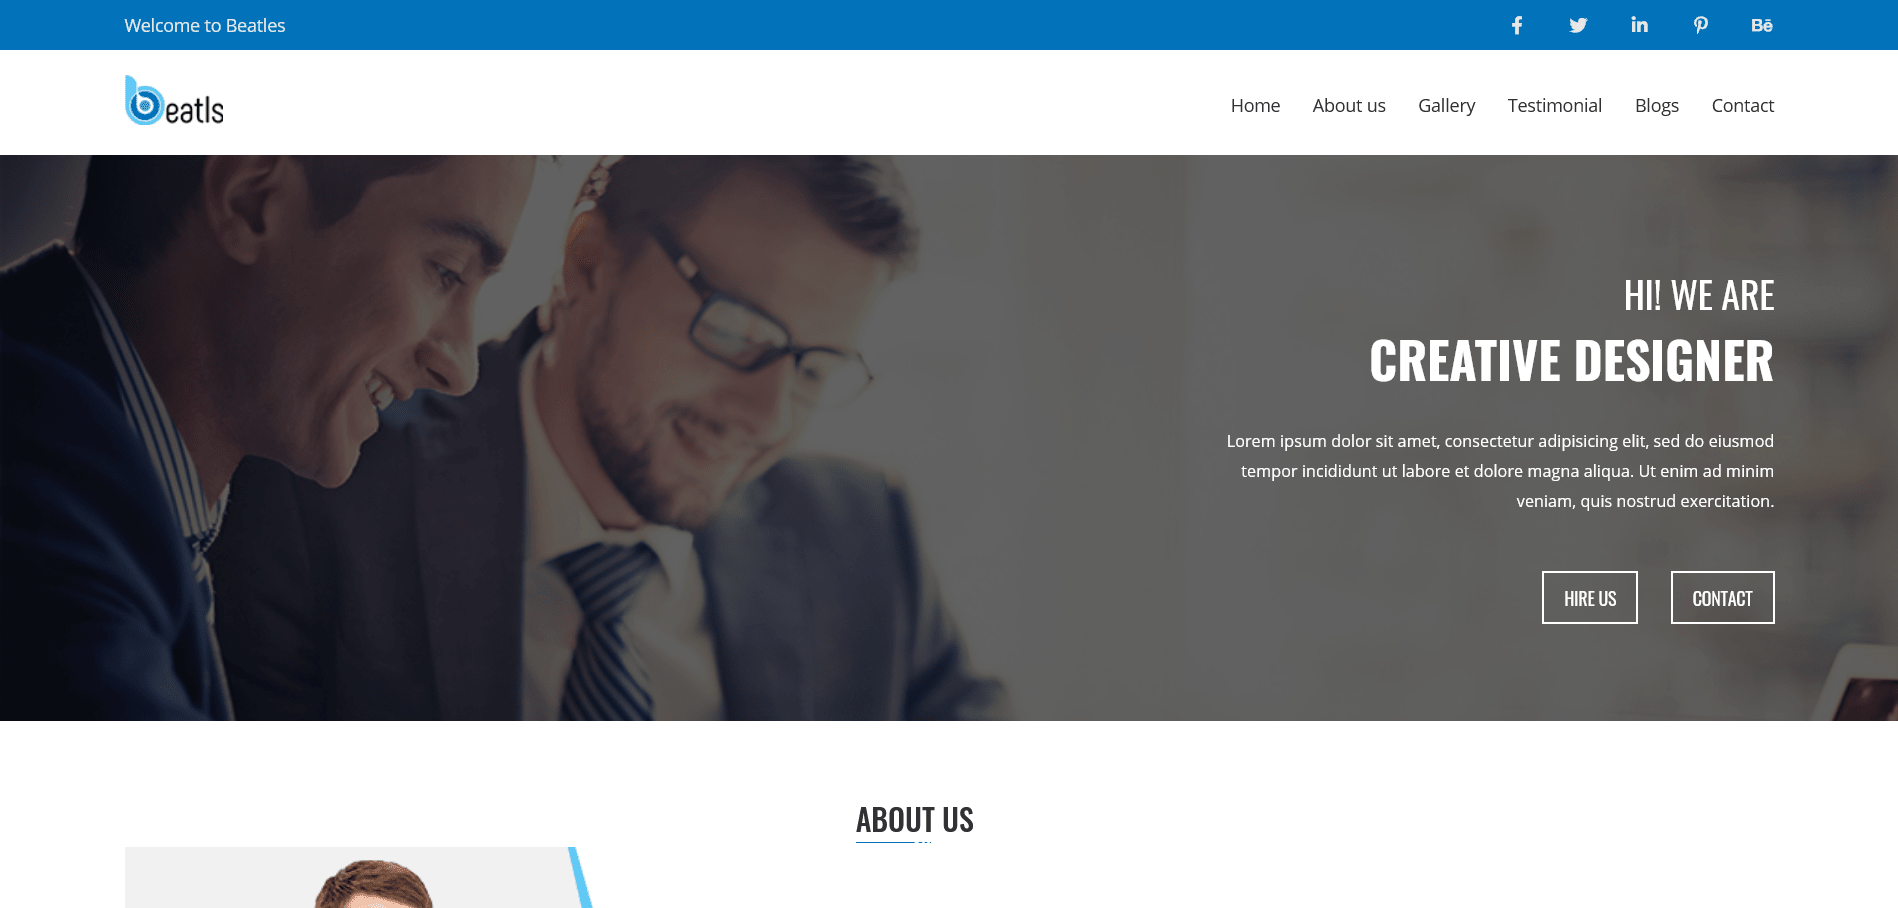 Welcome to Beatles
beatls
Home About us Gallery Testimonial Blogs Contact
HI! WE ARE
CREATIVE DESIGNER
Lorem ipsum dolor sit amet, consectetur adipisicing elit, sed do eiusmod
tempor incididunt ut labore et dolore magna aliqua. Ut enim ad minim
veniam, quis nostrud exercitation.
HIRE US CONTACT
ABOUT US